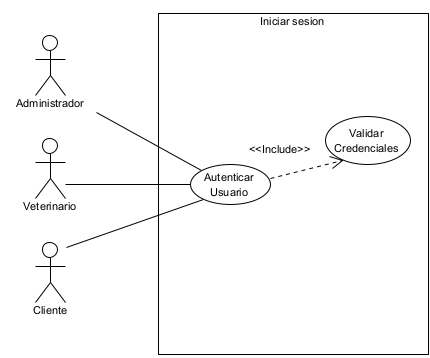 Iniciar sesion
Administrador
<<Include>>
Validar
Credenciales
Autenticar
Usuario
Veterinario
Cliente